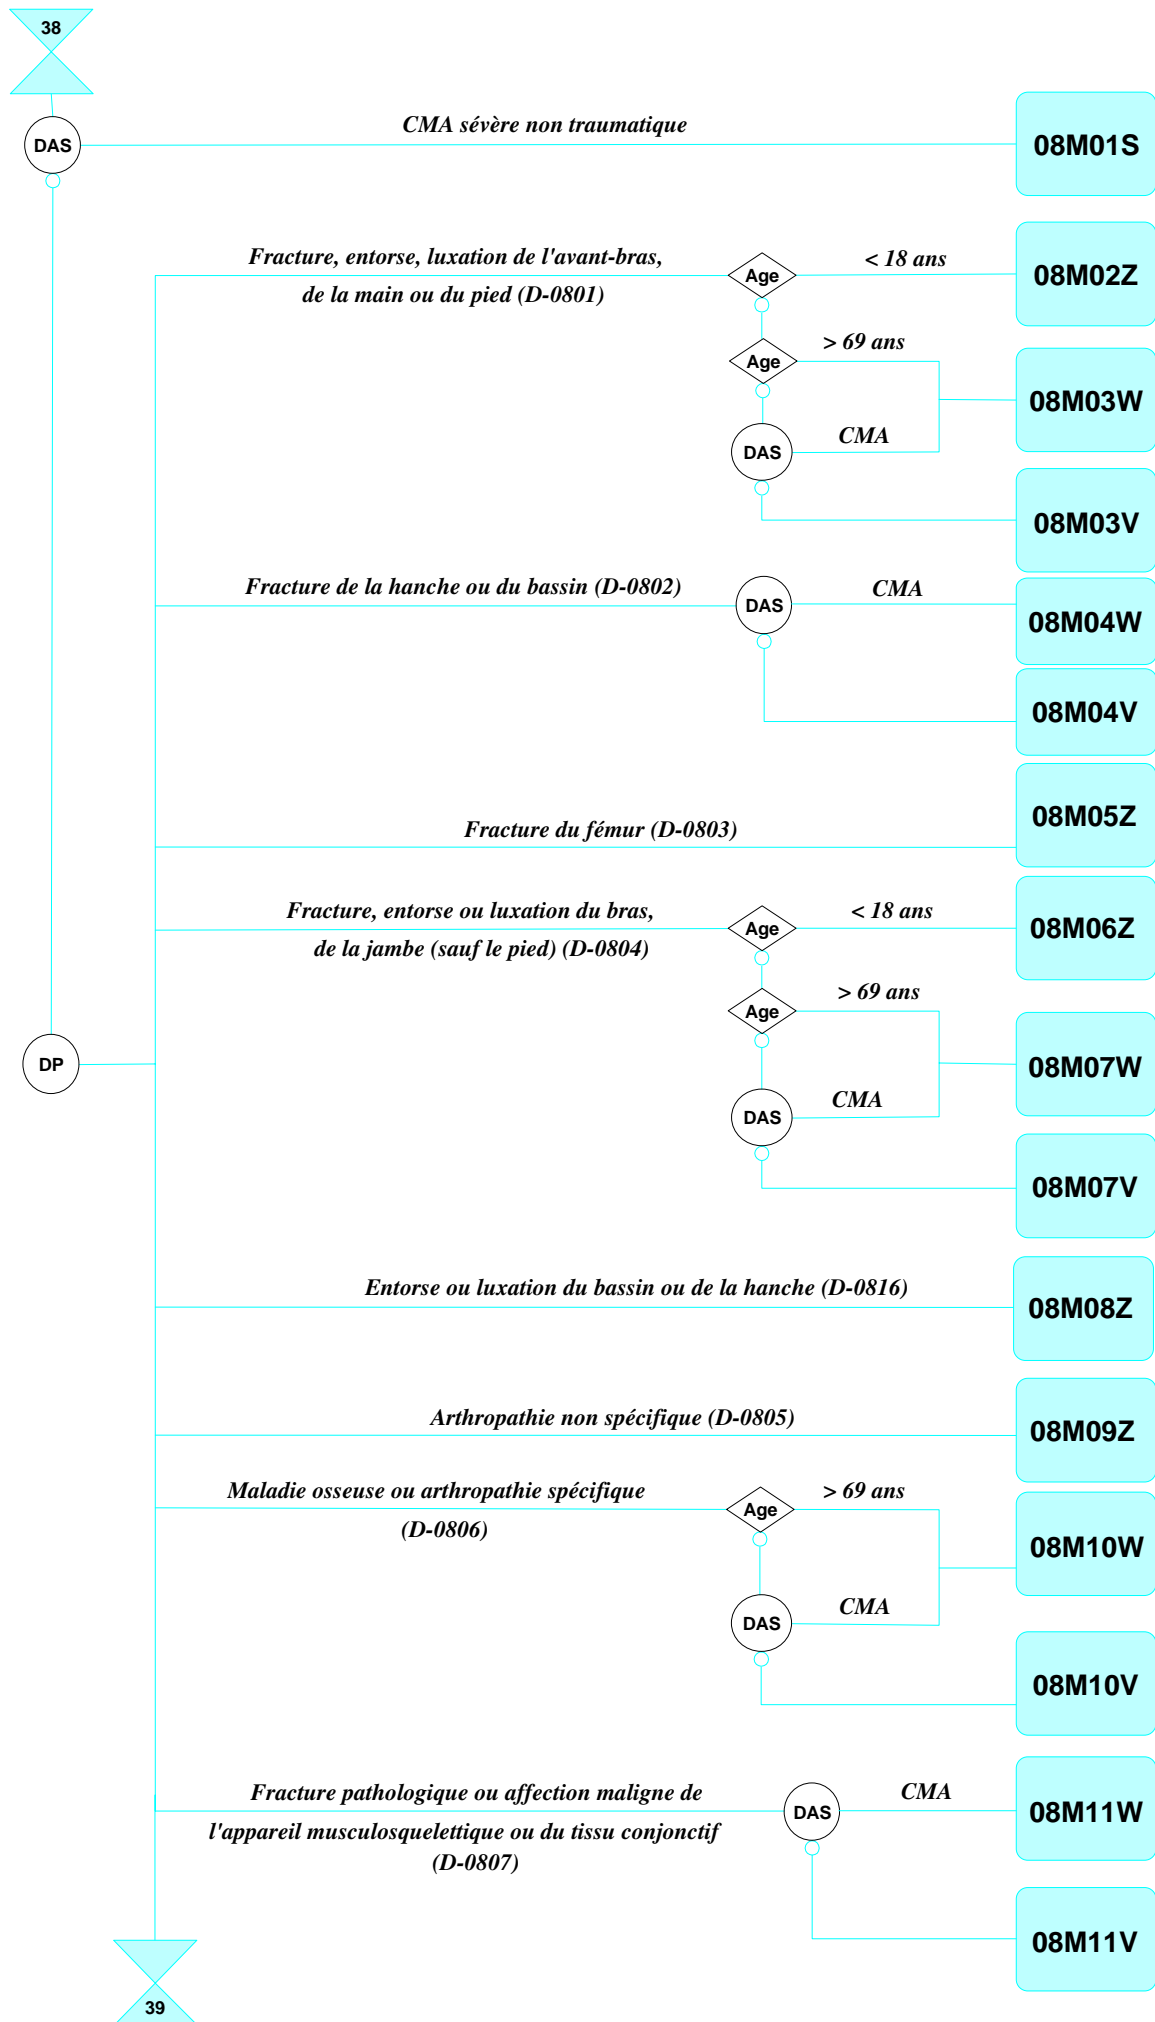 38
DAS
CMA sévère non traumatique
08M01S
Fracture, entorse, luxation de l'avant-bras,
de la main ou du pied (D-0801)
Age
< 18 ans
08M02Z
Age
> 69 ans
08M03W
DAS
CMA
08M03V
Fracture de la hanche ou du bassin (D-0802)
DAS
CMA
08M04W
08M04V
Fracture du fémur (D-0803)
08M05Z
Fracture, entorse ou luxation du bras,
de la jambe (sauf le pied) (D-0804)
Age
< 18 ans
08M06Z
Age
> 69 ans
DP
08M07W
DAS
CMA
08M07V
Entorse ou luxation du bassin ou de la hanche (D-0816)
08M08Z
Arthropathie non spécifique (D-0805)
08M09Z
Maladie osseuse ou arthropathie spécifique
(D-0806)
Age
> 69 ans
08M10W
DAS
CMA
08M10V
Fracture pathologique ou affection maligne de
l'appareil musculosquelettique ou du tissu conjonctif
(D-0807)
DAS
CMA
08M11W
08M11V
39